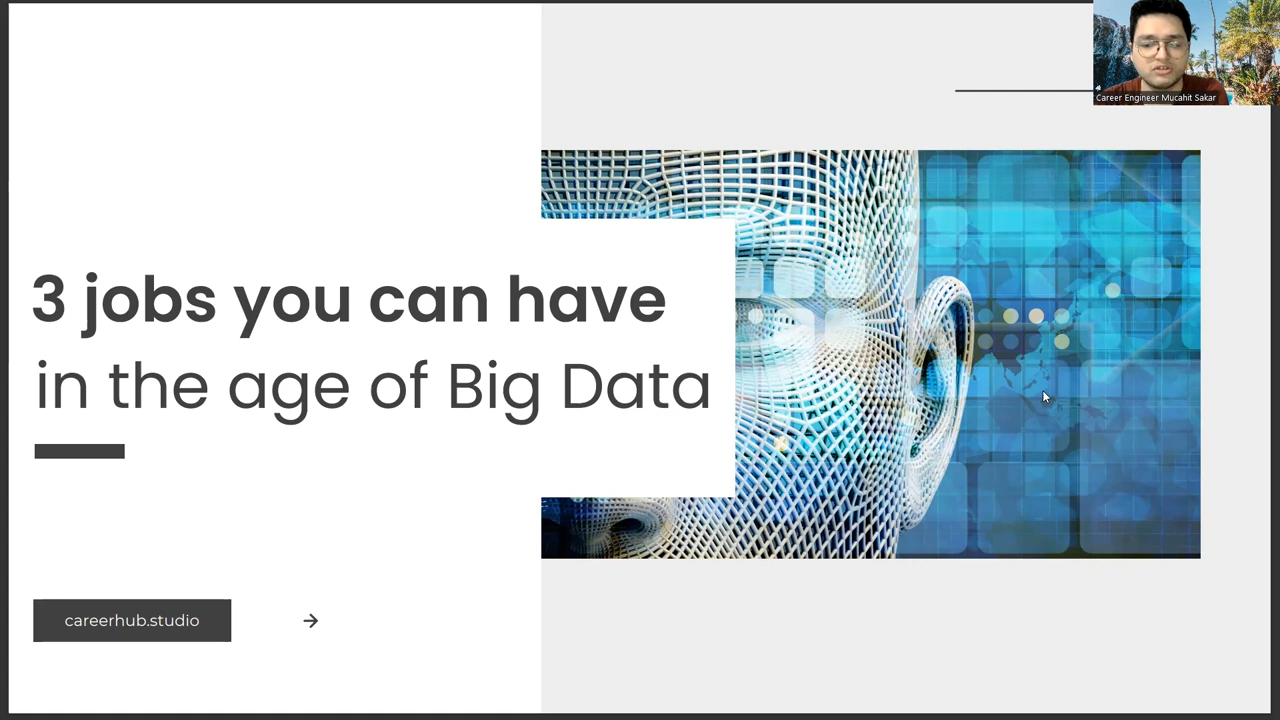 Career Engineer Mucahit Sakar
3 jobs you can have
in the age of Big Data
careerhub.studio